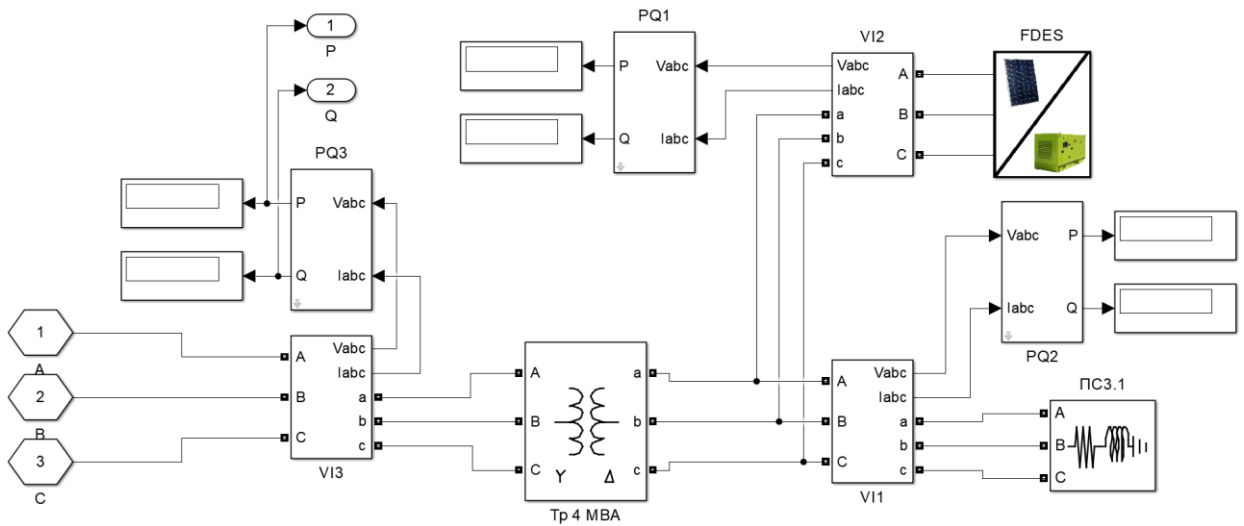 1
P
2
Q
PQ3
P
Vabc
Q
Iabc
1
A
2
B
3
C
A
B
C
Vabc
Iabc
a
b
c
VI3
A
B
C
a
b
c
Y
Δ
Тр 4 МВА
PQ1
P
Vabc
Q
Iabc
VI2
Vabc
Iabc
a
b
c
A
B
C
FDES
Vabc
P
Iabc
Q
PQ2
A
B
C
Vabc
Iabc
a
b
c
VI1
ПС3.1
A
B
C